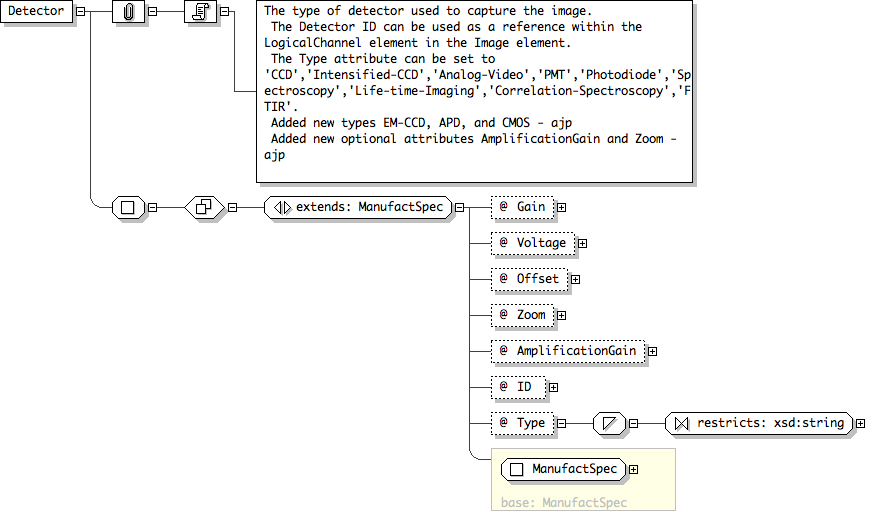 Detector
The type of detector used to capture the image.
The Detector ID can be used as a reference within the
LogicalChannel element in the Image element.
The Type attribute can be set to
'CCD','Intensified-CCD','Analog-Video','PMT','Photodiode','Sp
ectroscopy','Life-time-Imaging','Correlation-Spectroscopy','F
TIR'.
Added new types EM-CCD, APD, and CMOS - ajp
Added new optional attributes AmplificationGain and Zoom -
ajp
extends: ManufactSpec
@ Gain
@ Voltage
@ Offset
@ Zoom
@ AmplificationGain
@ ID
@ Type
restricts: xsd:string
ManufactSpec
base: ManufactSpec